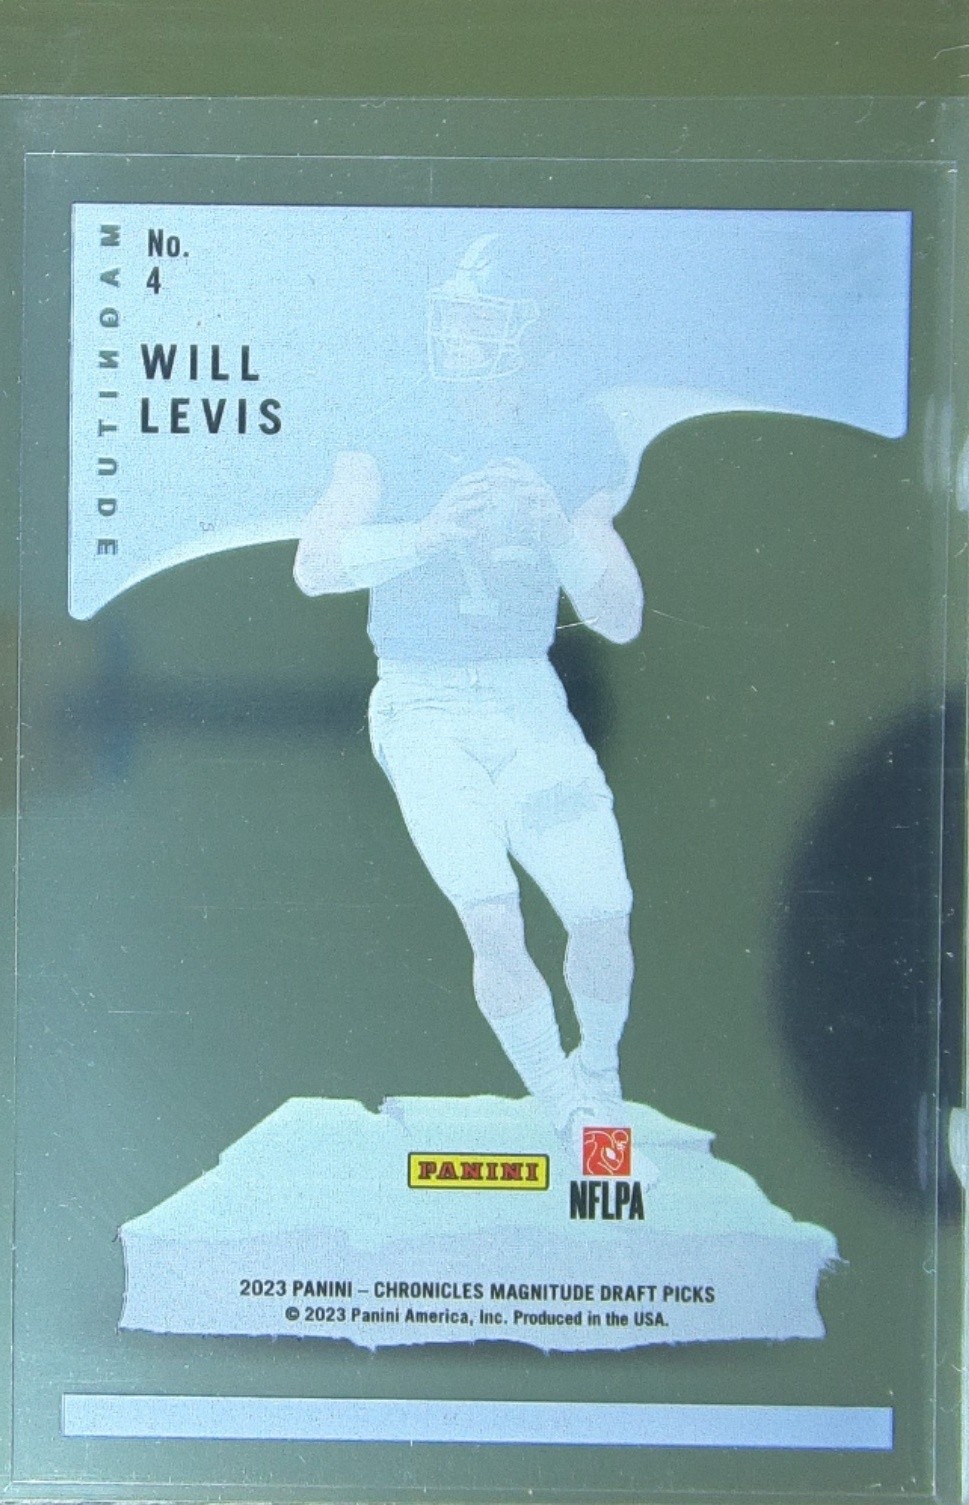 MAGNITUDE
No.
4
WILL
LEVIS
PANINI
NFLPA
2023 PANINI – CHRONICLES MAGNITUDE DRAFT PICKS
© 2023 Panini America, Inc. Produced in the USA.